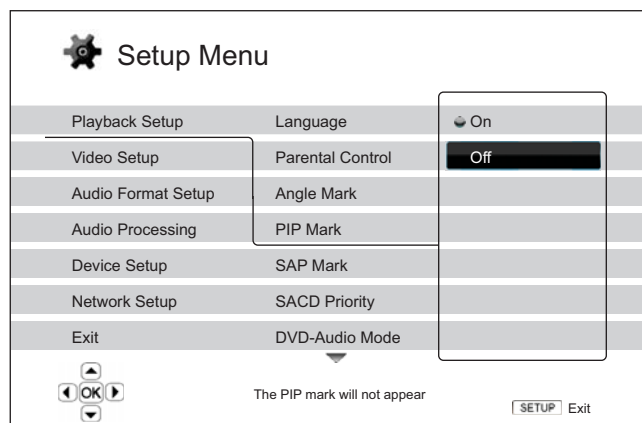 Setup Menu
Playback Setup Language On
Video Setup Parental Control Off
Audio Format Setup Angle Mark
Audio Processing PIP Mark
Device Setup SAP Mark
Network Setup SACD Priority
Exit DVD-Audio Mode
OK The PIP mark will not appear SETUP Exit